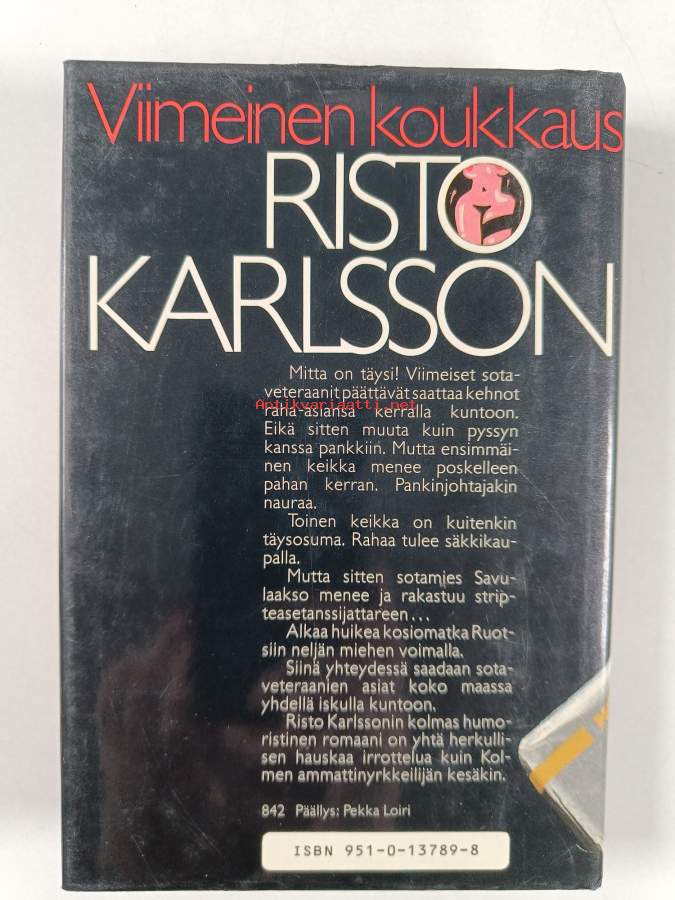 Viimeinen koukkaus
RISTO
KARLSSON
Mitta on täysi! Viimeiset sota-
veteraanit päättävät saattaa kehnot
Antikvariaatti.net
raha-asiansa kerralla kuntoon.
Eikä sitten muuta kuin pyssyn
kanssa pankkiin. Mutta ensimmäi-
nen keikka menee poskelleen
pahan kerran. Pankinjohtajakin
nauraa.
Toinen keikka on kuitenkin
täysosuma. Rahaa tulee säkkikau-
palla.
Mutta sitten sotamies Savu-
laakso menee ja rakastuu strip-
teasetanssijattareen...
Alkaa huikea kosiomatka Ruot-
siin neljän miehen voimalla.
Siinä yhteydessä saadaan sota-
veteraanien asiat koko maassa
yhdellä iskulla kuntoon.
Risto Karlssonin kolmas humo-
ristinen romaani on yhtä herkulli-
sen hauskaa irrottelua kuin Kol-
men ammattinyrkkeilijän kesäkin.
842 Päällys: Pekka Loiri
ISBN 951-0-13789-8